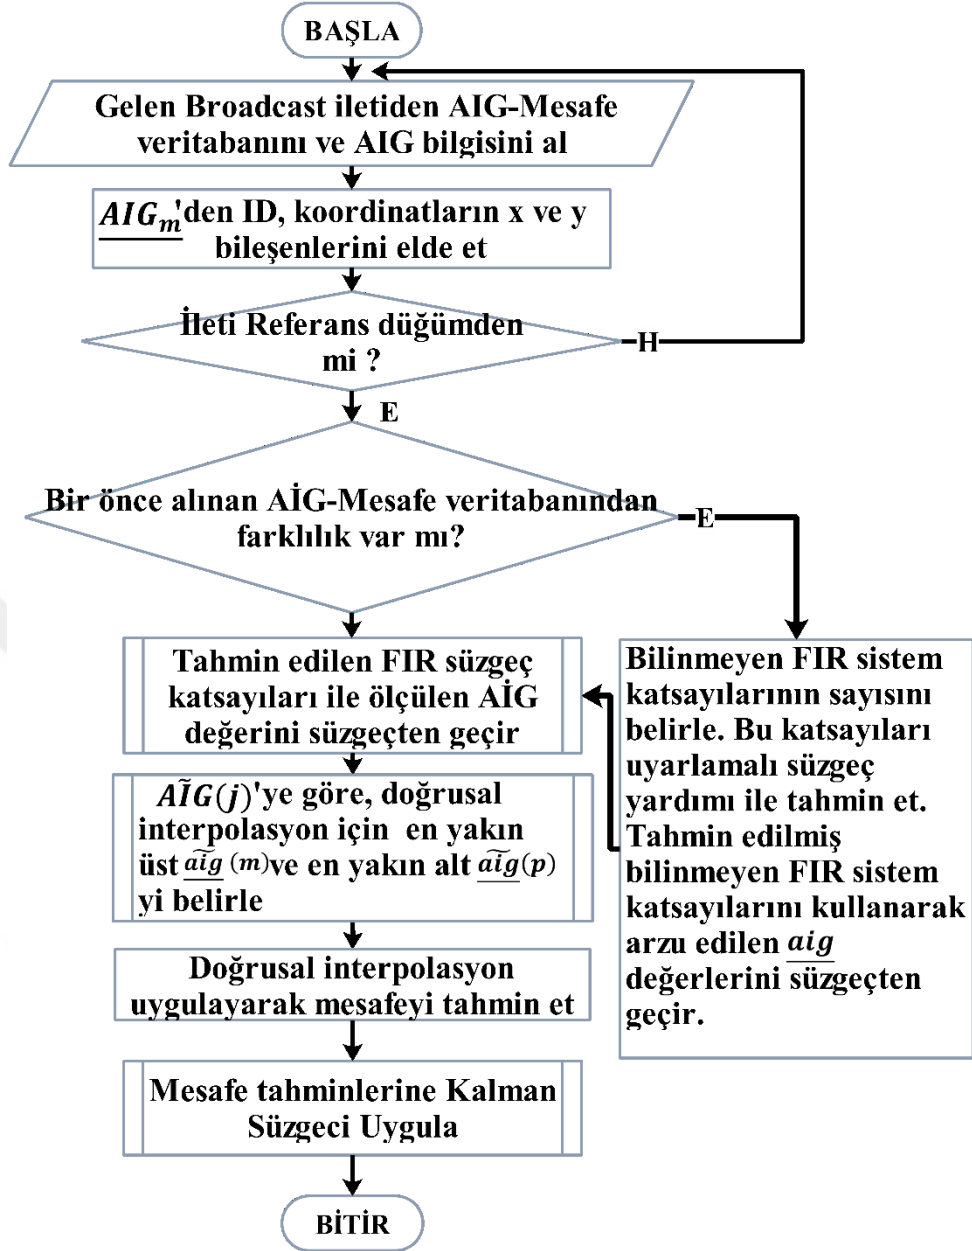 BAŞLA
Gelen Broadcast iletiden AIG-Mesafe
veritabanını ve AIG bilgisini al
AIG_m'den ID, koordinatların x ve y
bileşenlerini elde et
İleti Referans düğümden
mi ?
H
E
Bir önce alınan AİG-Mesafe veritabanından
farklılık var mı?
E
Tahmin edilen FIR süzgeç
katsayıları ile ölçülen AİG
değerini süzgeçten geçir
AĨG(j)'ye göre, doğrusal
interpolasyon için en yakın
üst aĩg (m)ve en yakın alt aĩg(p)
yi belirle
Doğrusal interpolasyon
uygulayarak mesafeyi tahmin et
Mesafe tahminlerine Kalman
Süzgeci Uygula
BİTİR
Bilinmeyen FIR sistem
katsayılarının sayısını
belirle. Bu katsayıları
uyarlamalı süzgeç
yardımı ile tahmin et.
Tahmin edilmiş
bilinmeyen FIR sistem
katsayılarını kullanarak
arzu edilen aig
değerlerini süzgeçten
geçir.